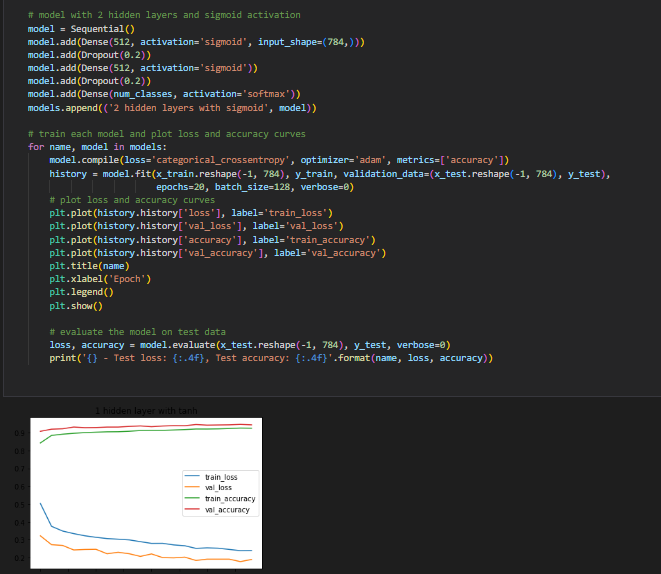 # model with 2 hidden layers and sigmoid activation
model = Sequential()
model.add(Dense(512, activation='sigmoid', input_shape=(784,)))
model.add(Dropout(0.2))
model.add(Dense(512, activation='sigmoid'))
model.add(Dropout(0.2))
model.add(Dense(num_classes, activation='softmax'))
models.append(('2 hidden layers with sigmoid', model))
# train each model and plot loss and accuracy curves
for name, model in models:
model.compile(loss='categorical_crossentropy', optimizer='adam', metrics=['accuracy'])
history = model.fit(x_train.reshape(-1, 784), y_train, validation_data=(x_test.reshape(-1, 784), y_test),
epochs=20, batch_size=128, verbose=0)
# plot loss and accuracy curves
plt.plot(history.history['loss'], label='train_loss')
plt.plot(history.history['val_loss'], label='val_loss')
plt.plot(history.history['accuracy'], label='train_accuracy')
plt.plot(history.history['val_accuracy'], label='val_accuracy')
plt.title(name)
plt.xlabel('Epoch')
plt.legend()
plt.show()
# evaluate the model on test data
loss, accuracy = model.evaluate(x_test.reshape(-1, 784), y_test, verbose=0)
print('{} - Test loss: {:.4f}, Test accuracy: {:.4f}'.format(name, loss, accuracy))
1 hidden layer with tanh
0.9
0.8
0.7
0.6
0.5
0.4
0.3
0.2
train_loss
val_loss
train_accuracy
val_accuracy